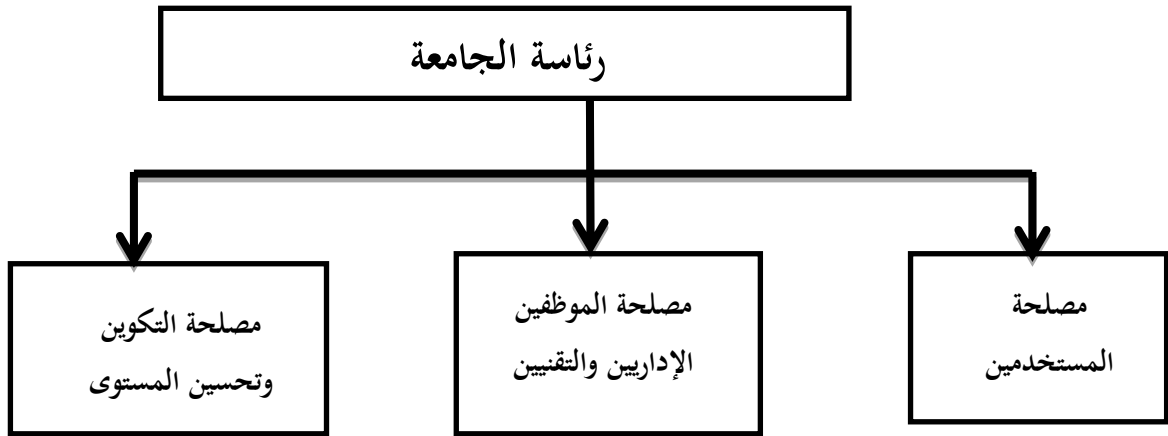 رئاسة الجامعة
مصلحة
المستخدمين
مصلحة الموظفين
الإداريين والتقنيين
مصلحة التكوين
وتحسين المستوى